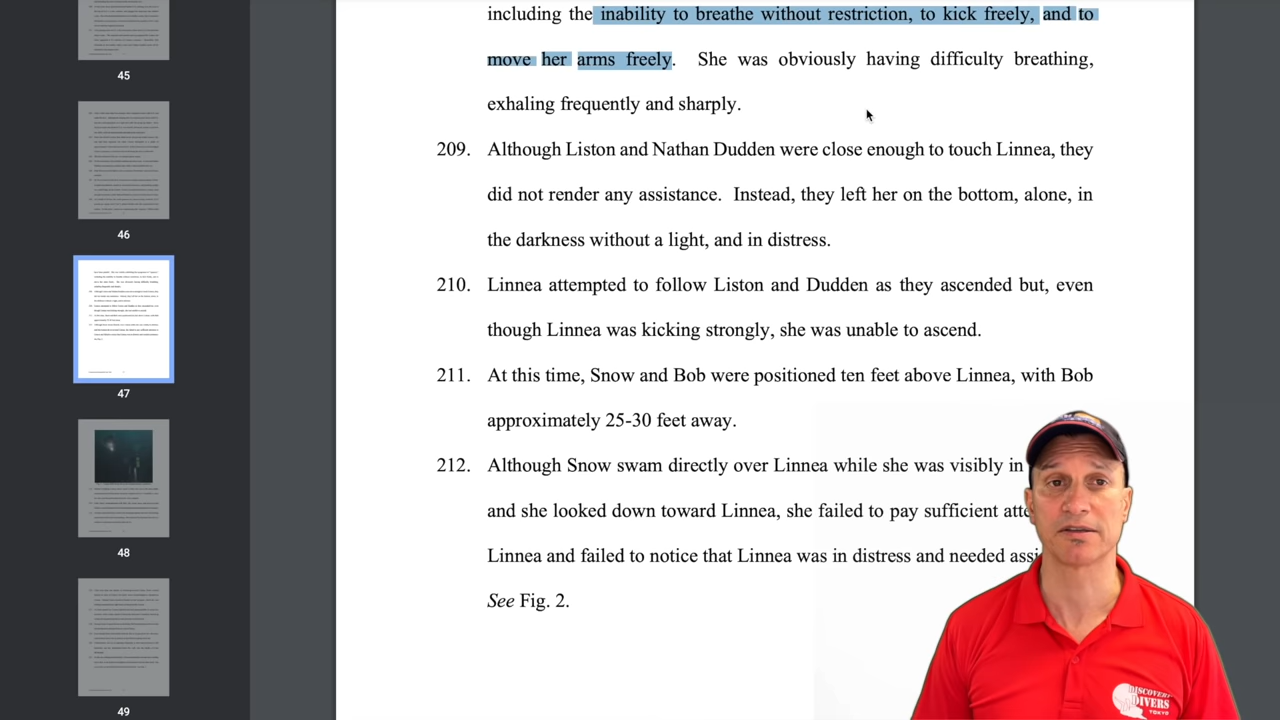 including the inability to breathe without restriction, to kick freely, and to
move her arms freely. She was obviously having difficulty breathing,
exhaling frequently and sharply.
209. Although Liston and Nathan Dudden were close enough to touch Linnea, they
did not render any assistance. Instead, they left her on the bottom, alone, in
the darkness without a light, and in distress.
210. Linnea attempted to follow Liston and Dudden as they ascended but, even
though Linnea was kicking strongly, she was unable to ascend.
211. At this time, Snow and Bob were positioned ten feet above Linnea, with Bob
approximately 25-30 feet away.
212. Although Snow swam directly over Linnea while she was visibly in
and she looked down toward Linnea, she failed to pay sufficient
Linnea and failed to notice that Linnea was in distress and needed
See Fig. 2.
45
46
47
48
49
DISCOVERY
DIVERS
TOKYO